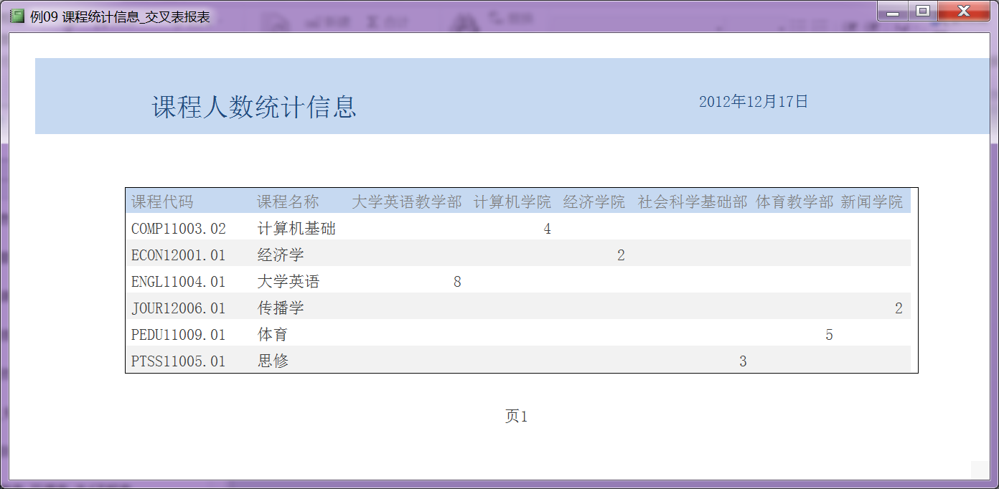 例09 课程统计信息_交叉表报表
课程人数统计信息 2012年12月17日
课程代码 课程名称 大学英语教学部 计算机学院 经济学院 社会科学基础部 体育教学部 新闻学院
COMP11003.02 计算机基础 4
ECON12001.01 经济学 2
ENGL11004.01 大学英语 8
JOUR12006.01 传播学 2
PEDU11009.01 体育 5
PTSS11005.01 思修 3
页1